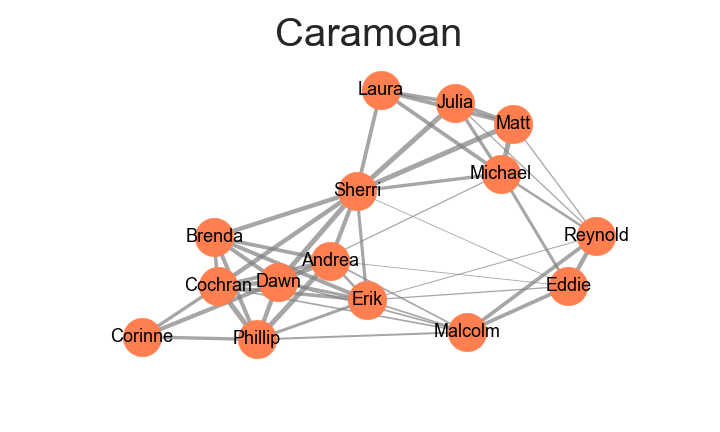 Caramoan
Laura
Julia
Matt
Michael
Sherri
Brenda
Reynold
Andrea
Cochran
Dawn
Eddie
Erik
Corinne
Phillip
Malcolm